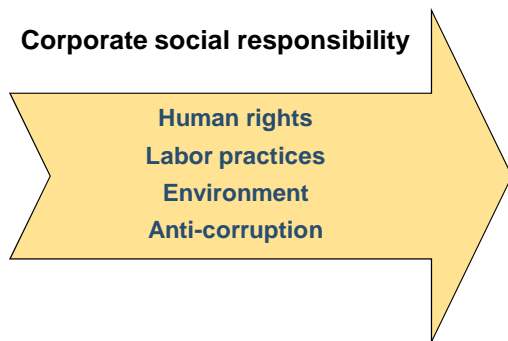 Corporate social responsibility
Human rights
Labor practices
Environment
Anti-corruption